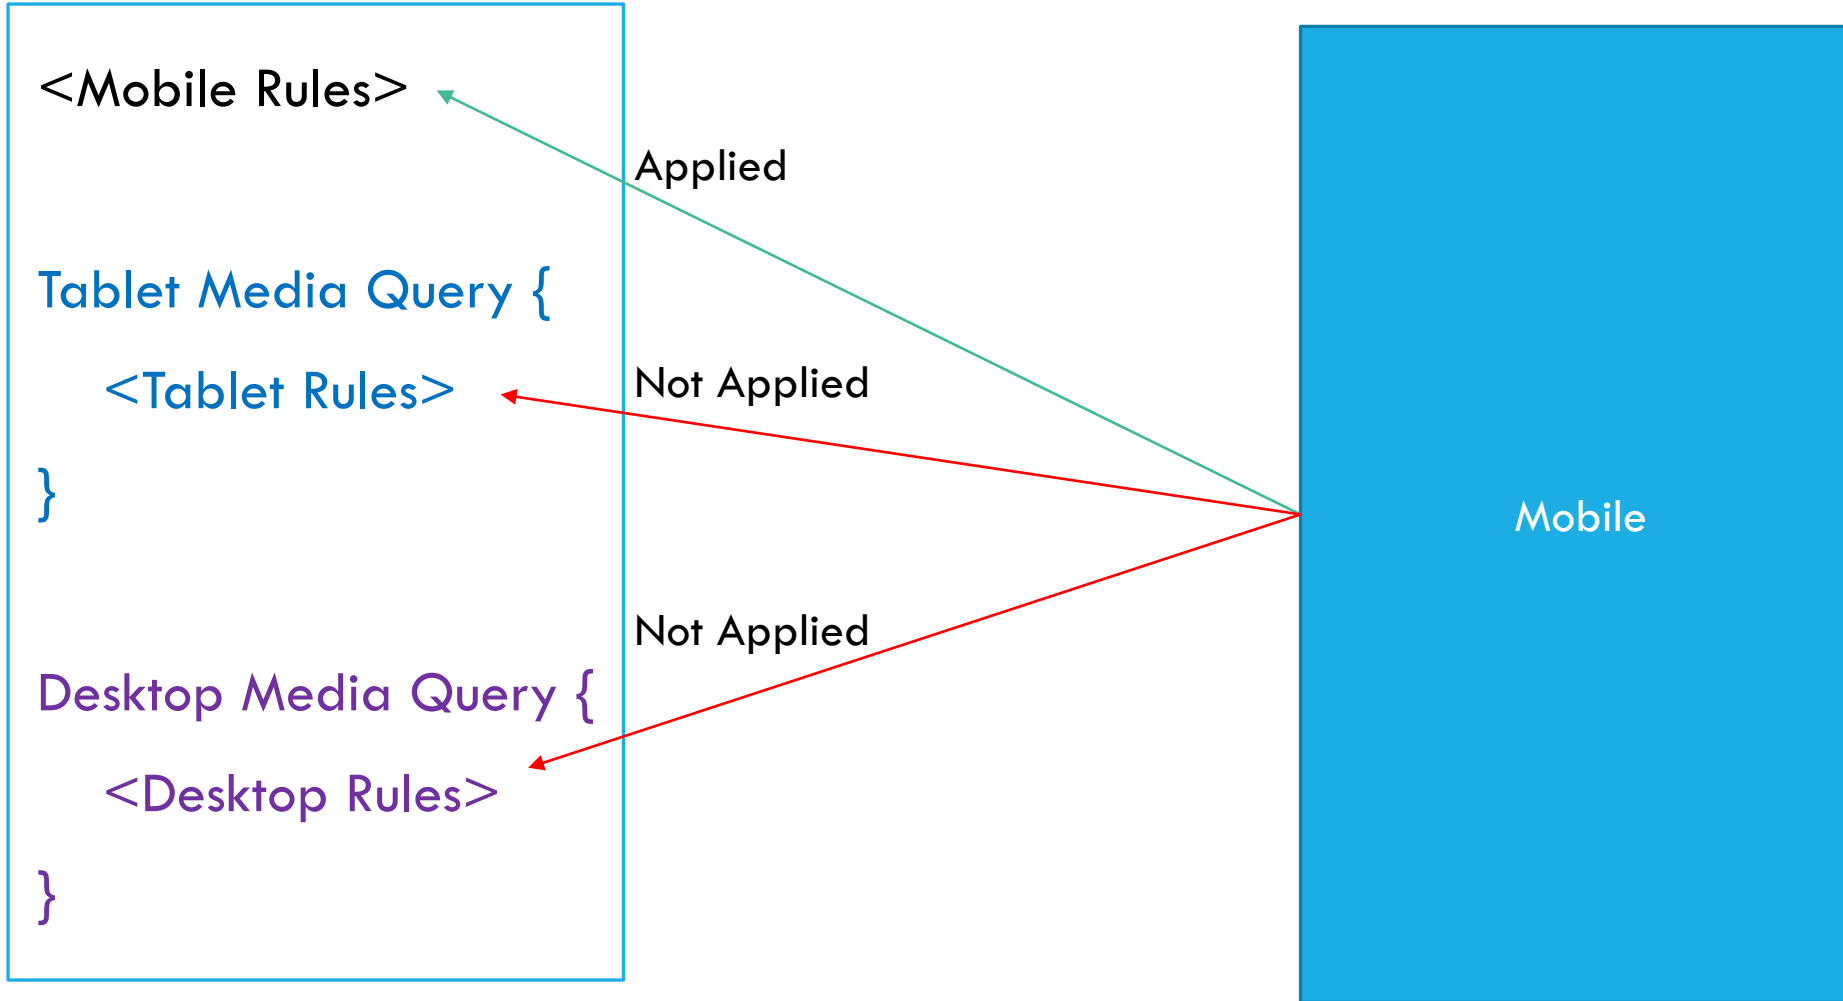 <Mobile Rules>
Applied
Tablet Media Query {
<Tablet Rules>
Not Applied
}
Mobile
Not Applied
Desktop Media Query {
<Desktop Rules>
}